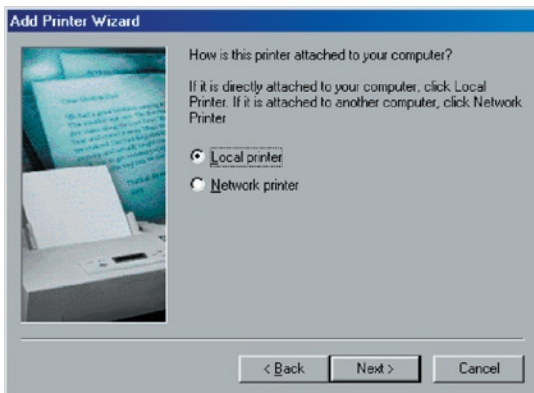 Add Printer Wizard
How is this printer attached to your computer?
If it is directly attached to your computer, click Local
Printer. If it is attached to another computer, click Network
Printer
Local printer
Network printer
< Back
Next >
Cancel